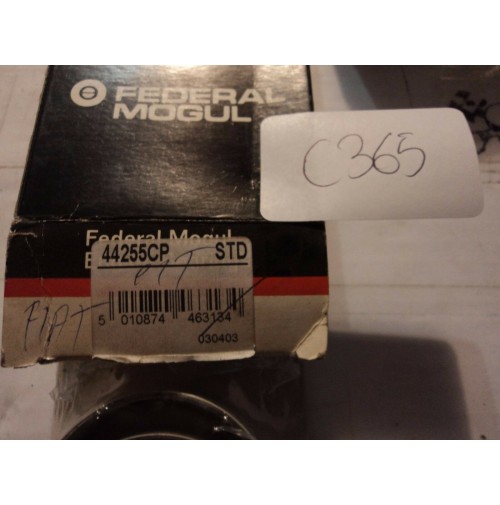 FEDERAL
MOGUL
C365
Federal Mogul
44255CP STD
FIAT
5 010874 463134
030403